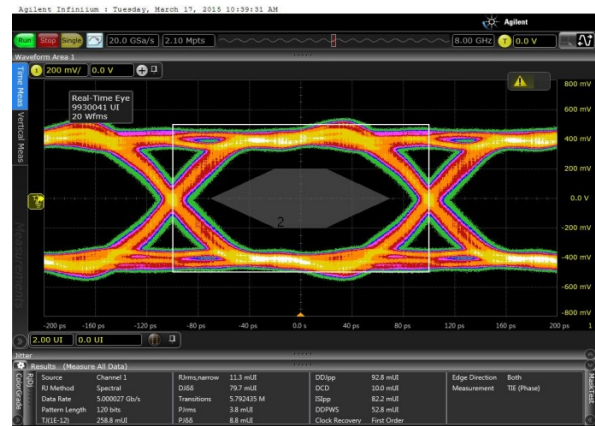 Agilent Infiniium : Tuesday, March 17, 2015 10:39:31 AM
Agilent
Run Stop Single 20.0 GSa/s 2.10 Mpts 8.00 GHz T 0.0 V
Waveform Area 1
1 200 mV/ 0.0 V
Time Meas
Vertical Meas
Measurements
Real-Time Eye
9930041 UI
20 Wfms
800 mV
600 mV
400 mV
200 mV
0.0 V
-200 mV
-400 mV
-600 mV
-800 mV
2
-200 ps -160 ps -120 ps -80 ps -40 ps 0.0 s 40 ps 80 ps 120 ps 160 ps 200 ps 1
2.00 UI 0.0 UI
Jitter
Results (Measure All Data)
ColorGrade
RJDJ
MaskTest
Source Channel 1 RJrms,narrow 11.3 mUI DDJpp 92.8 mUI Edge Direction Both
RJ Method Spectral DJδδ 79.7 mUI DCD 10.0 mUI Measurement TIE (Phase)
Data Rate 5.000027 Gb/s Transitions 5.792435 M ISIpp 82.2 mUI
Pattern Length 120 bits PJrms 3.8 mUI DDPWS 52.8 mUI
TJ(1E-12) 258.8 mUI PJδδ 8.8 mUI Clock Recovery First Order